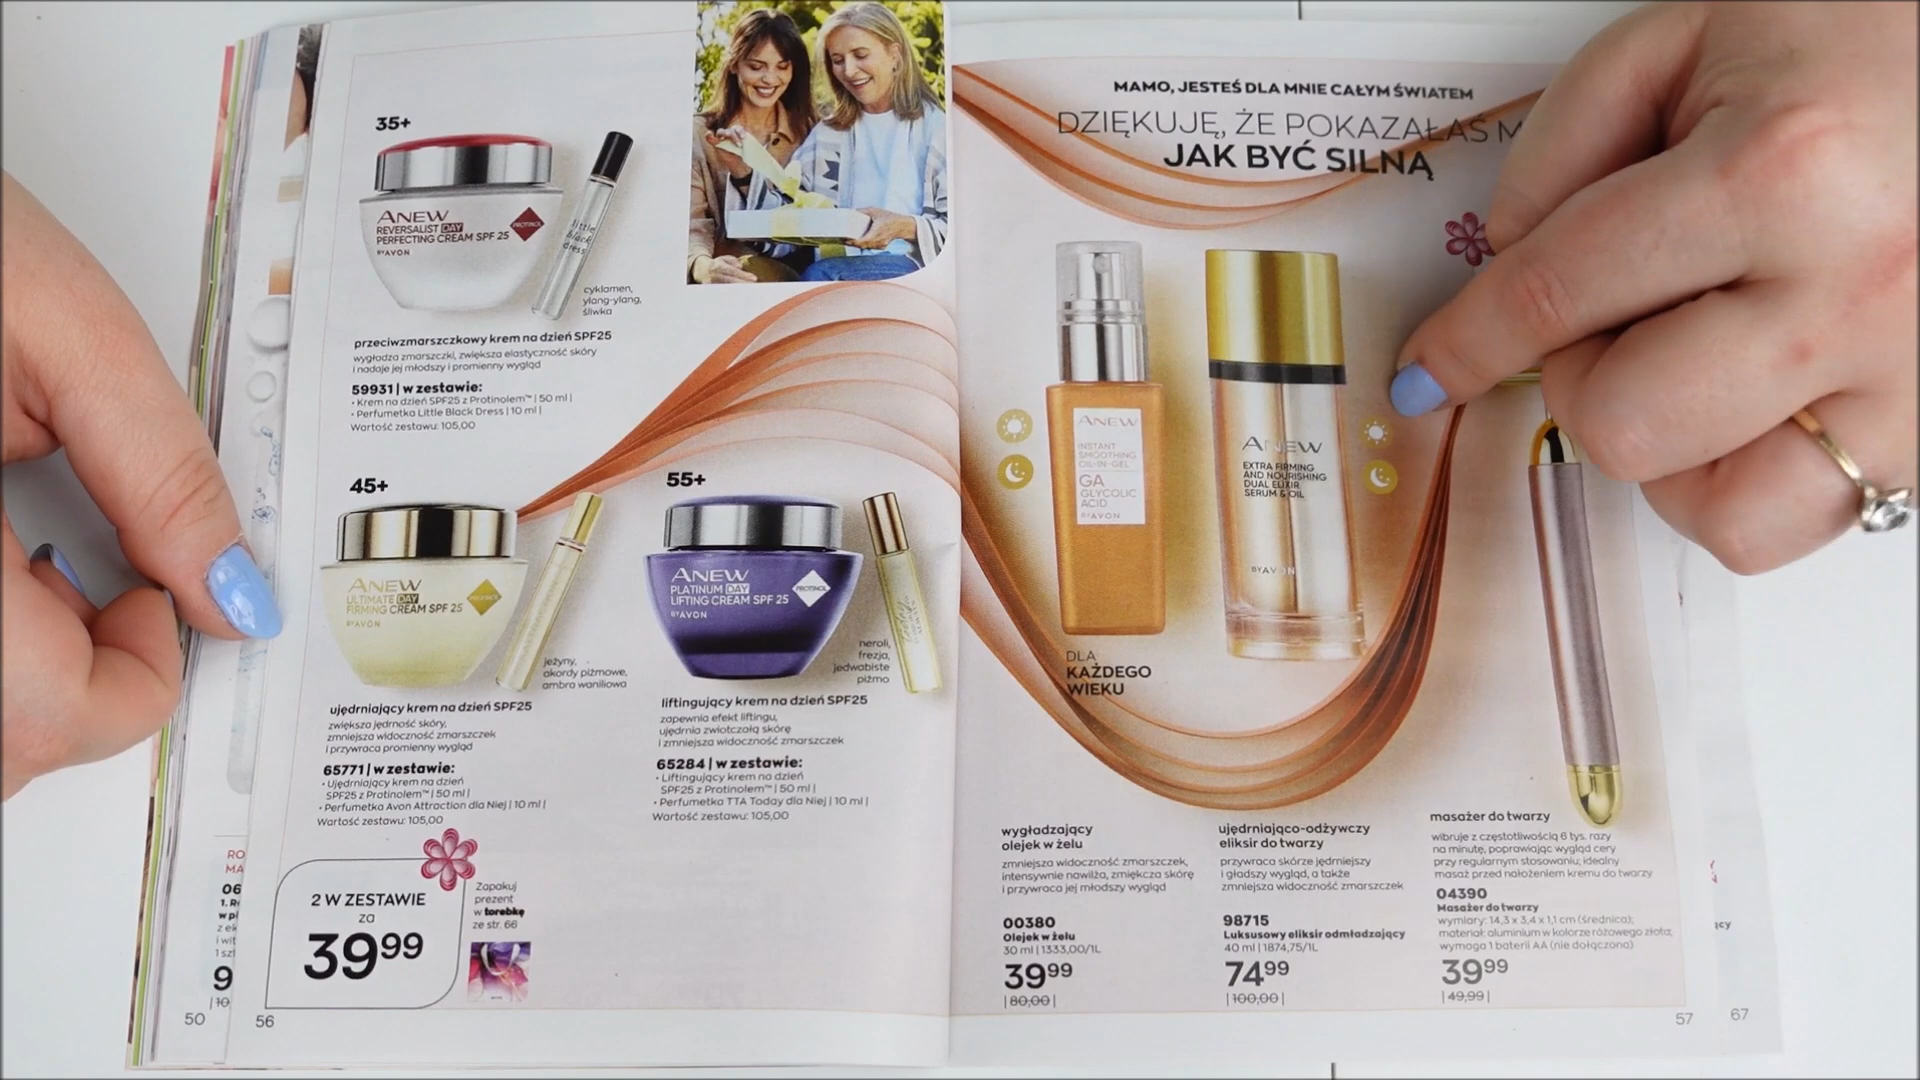 35+
ANEW
REVERSALIST DAY
PERFECTING CREAM SPF 25
BY AVON
PROTINOL
little
black
dress
cyklamen,
ylang-ylang,
śliwka
przeciwzmarszczkowy krem na dzień SPF25
wygładza zmarszczki, zwiększa elastyczność skóry
i nadaje jej młodszy i promienny wygląd
59931 | w zestawie:
• Krem na dzień SPF25 z Protinolem™ | 50 ml |
• Perfumetka Little Black Dress | 10 ml |
Wartość zestawu: 105,00
45+
ANEW
ULTIMATE DAY
FIRMING CREAM SPF 25
BY AVON
PROTINOL
jeżyny,
akordy piżmowe,
ambra waniliowa
ujędrniający krem na dzień SPF25
zwiększa jędrność skóry,
zmniejsza widoczność zmarszczek
i przywraca promienny wygląd
65771 | w zestawie:
• Ujędrniający krem na dzień
SPF25 z Protinolem™ | 50 ml |
• Perfumetka Avon Attraction dla Niej | 10 ml |
Wartość zestawu: 105,00
55+
ANEW
PLATINUM DAY
LIFTING CREAM SPF 25
BY AVON
PROTINOL
neroli,
frezja,
jedwabiste
piżmo
liftingujący krem na dzień SPF25
zapewnia efekt liftingu,
ujędrnia zwiotczałą skórę
i zmniejsza widoczność zmarszczek
65284 | w zestawie:
• Liftingujący krem na dzień
SPF25 z Protinolem™ | 50 ml |
• Perfumetka TTA Today dla Niej | 10 ml |
Wartość zestawu: 105,00
2 W ZESTAWIE
za
3999
Zapakuj
prezent
w torebkę
ze str. 66
50
56
MAMO, JESTEŚ DLA MNIE CAŁYM ŚWIATEM
DZIĘKUJĘ, ŻE POKAZAŁAŚ M
JAK BYĆ SILNĄ
ANEW
INSTANT
SMOOTHING
OIL-IN-GEL
GA
GLYCOLIC
ACID
BY AVON
ANEW
EXTRA FIRMING
AND NOURISHING
DUAL ELIXIR
SERUM & OIL
BY AVON
DLA
KAŻDEGO
WIEKU
wygładzający
olejek w żelu
zmniejsza widoczność zmarszczek,
intensywnie nawilża, zmiękcza skórę
i przywraca jej młodszy wygląd
00380
Olejek w żelu
30 ml | 1333,00/1L
3999
| 80,00 |
ujędrniająco-odżywczy
eliksir do twarzy
przywraca skórze jędrniejszy
i gładszy wygląd, a także
zmniejsza widoczność zmarszczek
98715
Luksusowy eliksir odmładzający
40 ml | 1874,75/1L
7499
| 100,00 |
masażer do twarzy
wibruje z częstotliwością 6 tys. razy
na minutę, poprawiając wygląd cery
przy regularnym stosowaniu; idealny
masaż przed nałożeniem kremu do twarzy
04390
Masażer do twarzy
wymiary: 14,3 x 3,4 x 1,1 cm (średnica);
materiał: aluminium w kolorze różowego złota;
wymaga 1 baterii AA (nie dołączona)
3999
| 49,99 |
57
67